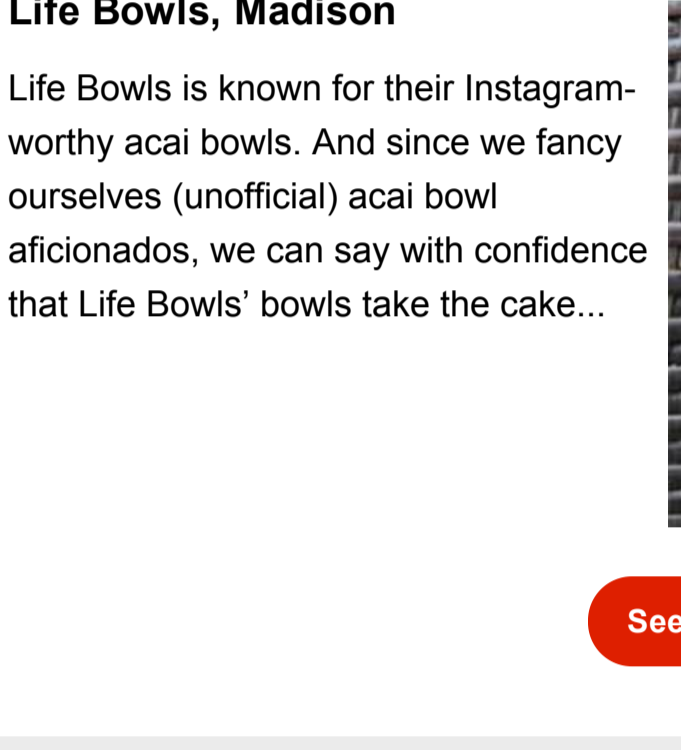 Life Bowls, Madison
Life Bowls is known for their Instagram-
worthy acai bowls. And since we fancy
ourselves (unofficial) acai bowl
aficionados, we can say with confidence
that Life Bowls’ bowls take the cake...
See